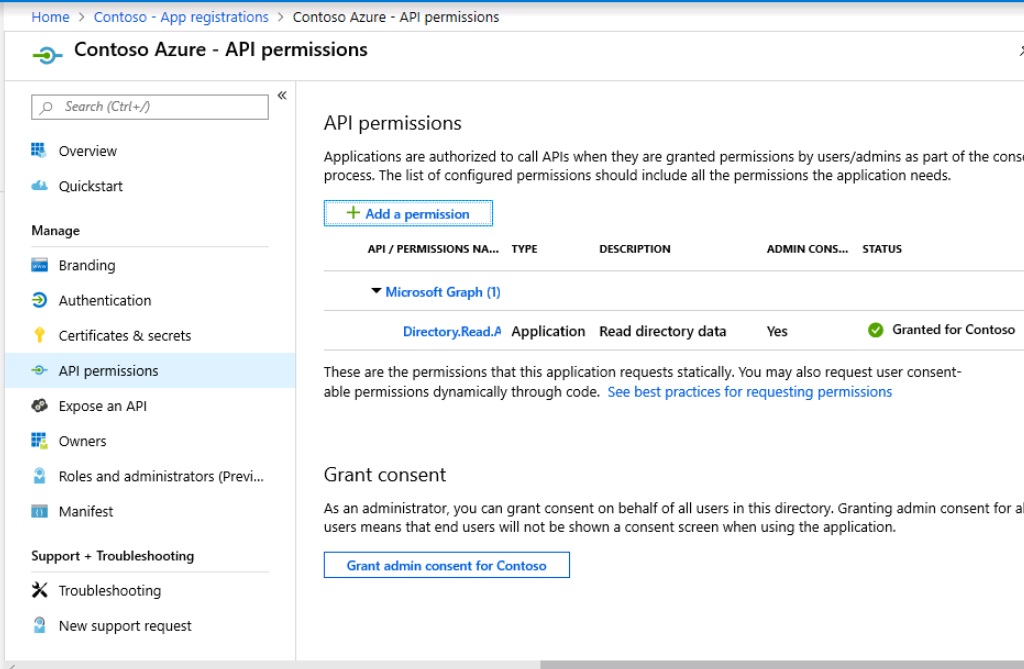 Home > Contoso - App registrations > Contoso Azure - API permissions
Contoso Azure - API permissions
Search (Ctrl+/)
«
Overview
Quickstart
Manage
Branding
Authentication
Certificates & secrets
API permissions
Expose an API
Owners
Roles and administrators (Previ...
Manifest
Support + Troubleshooting
Troubleshooting
New support request
API permissions
Applications are authorized to call APIs when they are granted permissions by users/admins as part of the
process. The list of configured permissions should include all the permissions the application needs.
+ Add a permission
API / PERMISSIONS NA... TYPE DESCRIPTION ADMIN CONS... STATUS
Microsoft Graph (1)
Directory.Read.A Application Read directory data Yes Granted for Contoso
These are the permissions that this application requests statically. You may also request user consent-
able permissions dynamically through code. See best practices for requesting permissions
Grant consent
As an administrator, you can grant consent on behalf of all users in this directory. Granting admin consent for
users means that end users will not be shown a consent screen when using the application.
Grant admin consent for Contoso